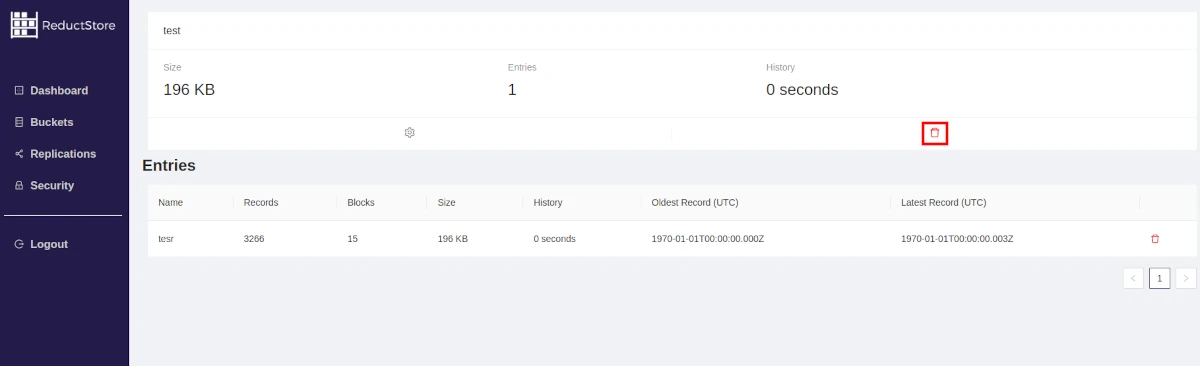 ReductStore
Dashboard
Buckets
Replications
Security
Logout
test
Size Entries History
196 KB 1 0 seconds
Entries
Name Records Blocks Size History Oldest Record (UTC) Latest Record (UTC)
tesr 3266 15 196 KB 0 seconds 1970-01-01T00:00:00.000Z 1970-01-01T00:00:00.003Z
< 1 >